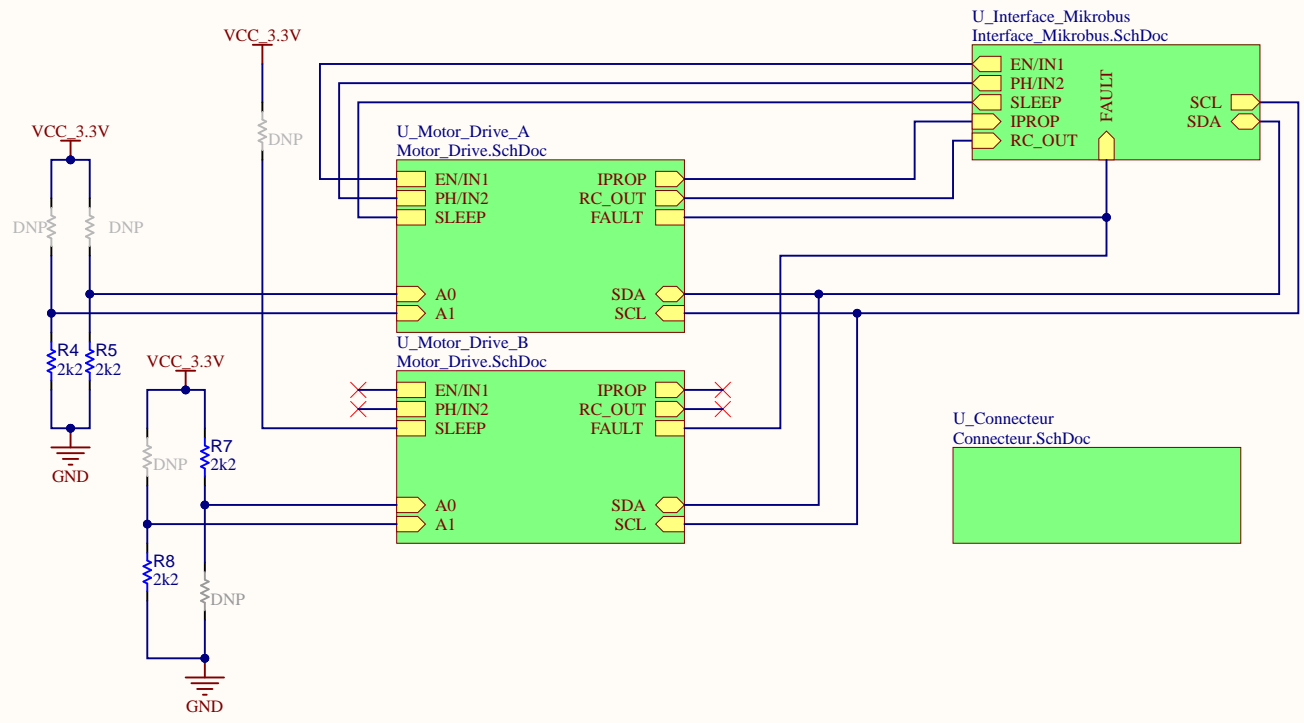 U_Interface_Mikrobus
Interface_Mikrobus.SchDoc
EN/IN1
PH/IN2
SLEEP
IPROP
RC_OUT
FAULT
SCL
SDA
VCC_3.3V
DNP
U_Motor_Drive_A
Motor_Drive.SchDoc
EN/IN1
PH/IN2
SLEEP
A0
A1
IPROP
RC_OUT
FAULT
SDA
SCL
VCC_3.3V
DNP
DNP
R4
2k2
R5
2k2
GND
U_Motor_Drive_B
Motor_Drive.SchDoc
EN/IN1
PH/IN2
SLEEP
A0
A1
IPROP
RC_OUT
FAULT
SDA
SCL
VCC_3.3V
DNP
R7
2k2
R8
2k2
DNP
GND
U_Connecteur
Connecteur.SchDoc